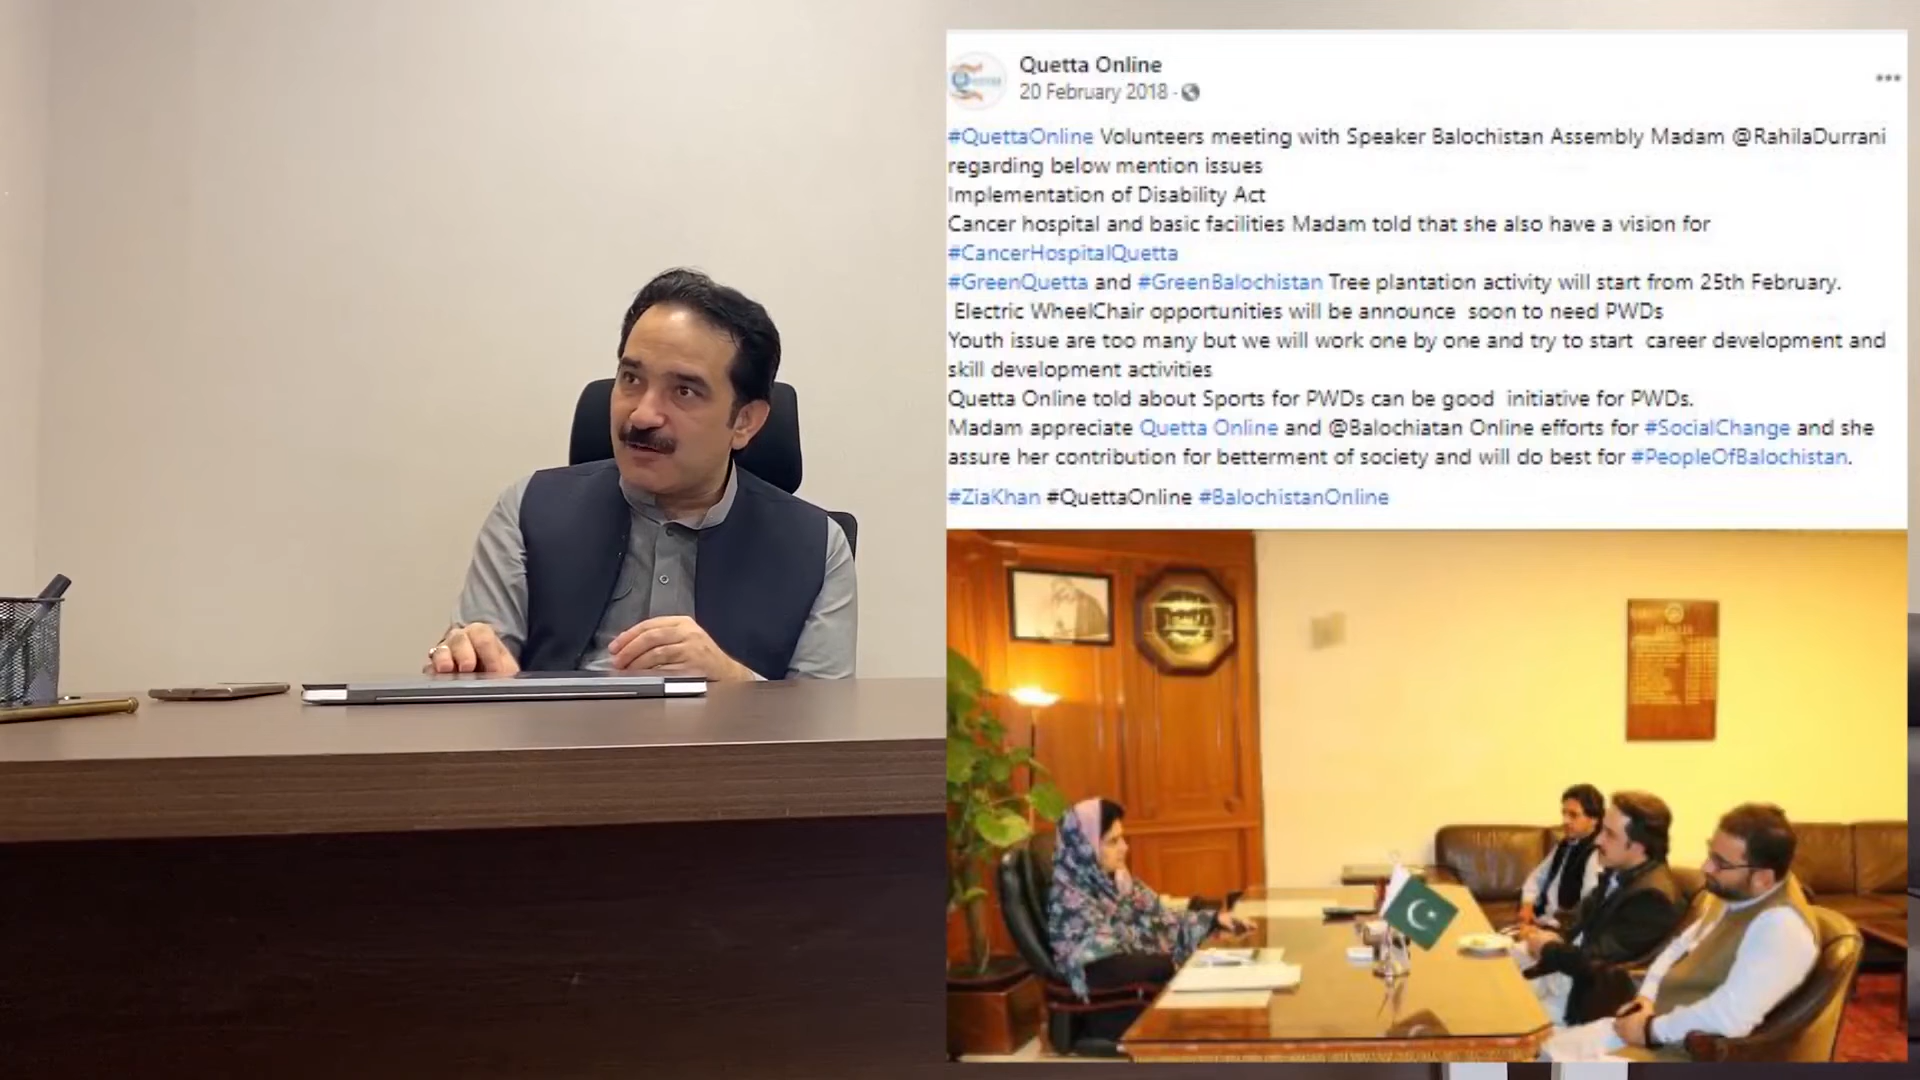 Quetta Online
20 February 2018 ·
#QuettaOnline Volunteers meeting with Speaker Balochistan Assembly Madam @RahilaDurrani
regarding below mention issues
Implementation of Disability Act
Cancer hospital and basic facilities Madam told that she also have a vision for
#CancerHospitalQuetta
#GreenQuetta and #GreenBalochistan Tree plantation activity will start from 25th February.
Electric WheelChair opportunities will be announce soon to need PWDs
Youth issue are too many but we will work one by one and try to start career development and
skill development activities
Quetta Online told about Sports for PWDs can be good initiative for PWDs.
Madam appreciate Quetta Online and @Balochiatan Online efforts for #SocialChange and she
assure her contribution for betterment of society and will do best for #PeopleOfBalochistan.
#ZiaKhan #QuettaOnline #BalochistanOnline